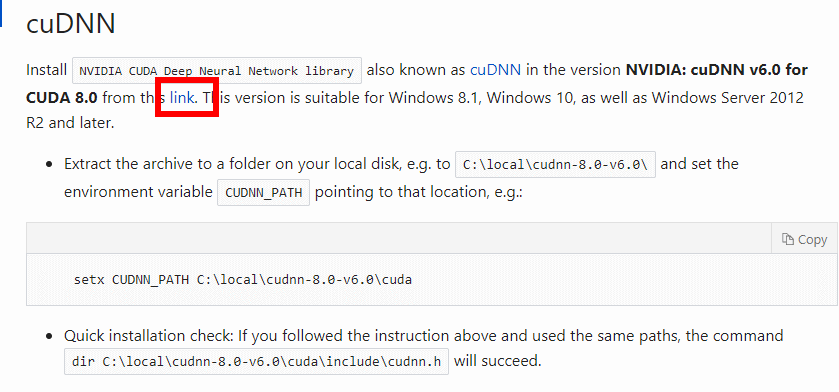 cuDNN
Install NVIDIA CUDA Deep Neural Network library also known as cuDNN in the version NVIDIA: cuDNN v6.0 for
CUDA 8.0 from this link. This version is suitable for Windows 8.1, Windows 10, as well as Windows Server 2012
R2 and later.
• Extract the archive to a folder on your local disk, e.g. to C:\local\cudnn-8.0-v6.0\ and set the
environment variable CUDNN_PATH pointing to that location, e.g.:
Copy
setx CUDNN_PATH C:\local\cudnn-8.0-v6.0\cuda
• Quick installation check: If you followed the instruction above and used the same paths, the command
dir C:\local\cudnn-8.0-v6.0\cuda\include\cudnn.h will succeed.